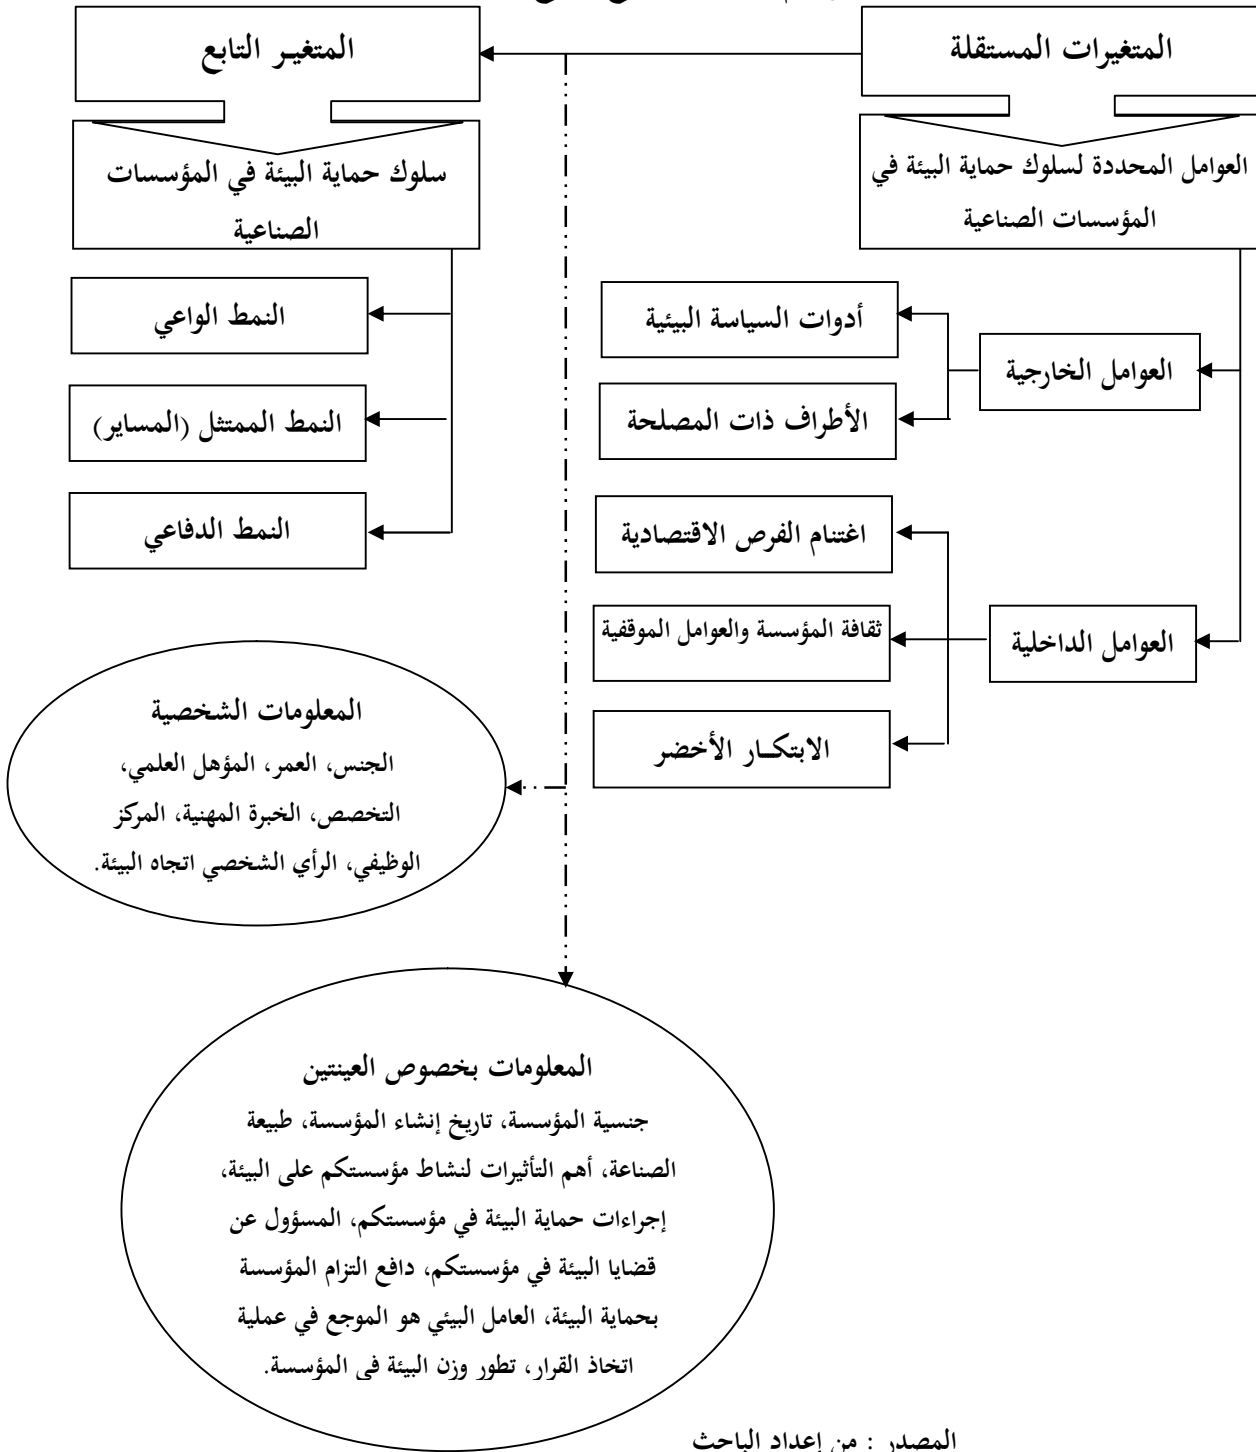 المتغيرات المستقلة
المتغيـر التابع
العوامل المحددة لسلوك حماية البيئة في
المؤسسات الصناعية
سلوك حماية البيئة في المؤسسات
الصناعية
العوامل الخارجية
أدوات السياسة البيئية
الأطراف ذات المصلحة
العوامل الداخلية
اغتنام الفرص الاقتصادية
ثقافة المؤسسة والعوامل الموقفية
الابتكــار الأخضر
النمط الواعي
النمط الممتثل (المساير)
النمط الدفاعي
المعلومات الشخصية
الجنس، العمر، المؤهل العلمي،
التخصص، الخبرة المهنية، المركز
الوظيفي، الرأي الشخصي اتجاه البيئة.
المعلومات بخصوص العينتين
جنسية المؤسسة، تاريخ إنشاء المؤسسة، طبيعة
الصناعة، أهم التأثيرات لنشاط مؤسستكم على البيئة،
إجراءات حماية البيئة في مؤسستكم، المسؤول عن
قضايا البيئة في مؤسستكم، دافع التزام المؤسسة
بحماية البيئة، العامل البيئي هو الموجع في عملية
اتخاذ القرار، تطور وزن البيئة في المؤسسة.
المصدر : من إعداد الباحث